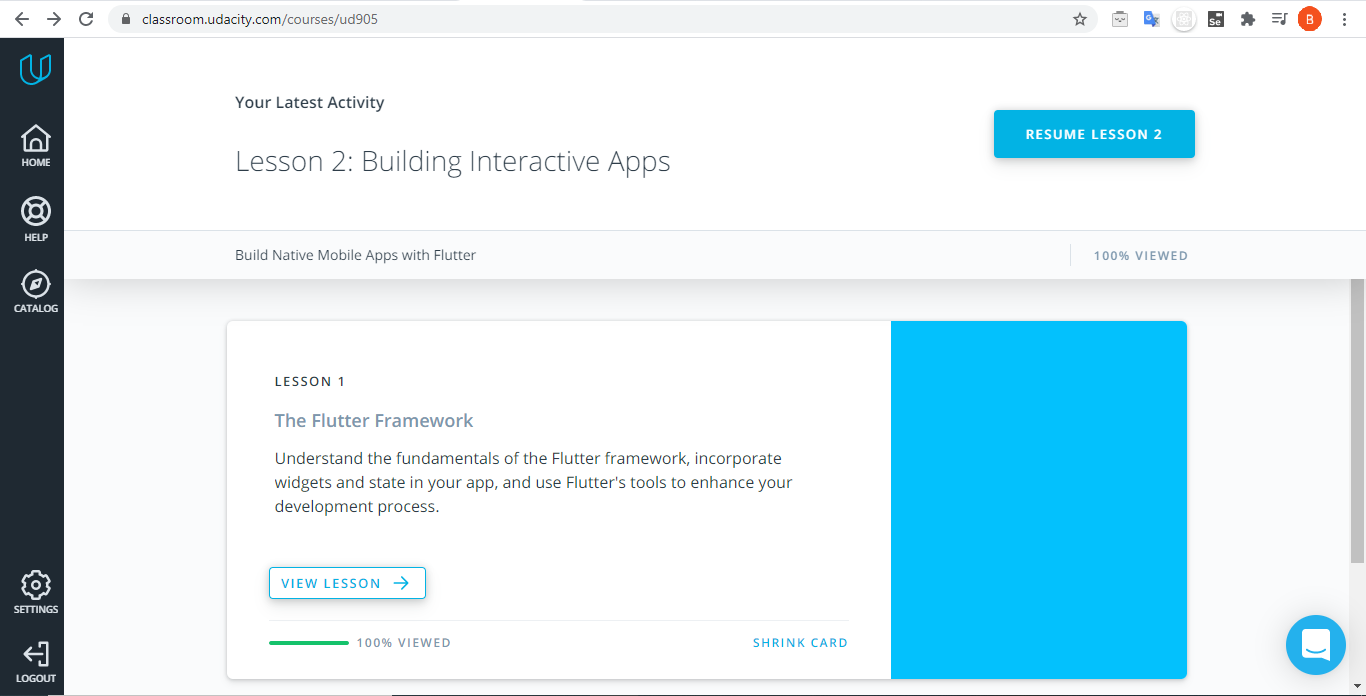 classroom.udacity.com/courses/ud905
Se
B
HOME
HELP
CATALOG
SETTINGS
LOGOUT
Your Latest Activity
Lesson 2: Building Interactive Apps
RESUME LESSON 2
Build Native Mobile Apps with Flutter
100% VIEWED
LESSON 1
The Flutter Framework
Understand the fundamentals of the Flutter framework, incorporate
widgets and state in your app, and use Flutter's tools to enhance your
development process.
VIEW LESSON
100% VIEWED
SHRINK CARD